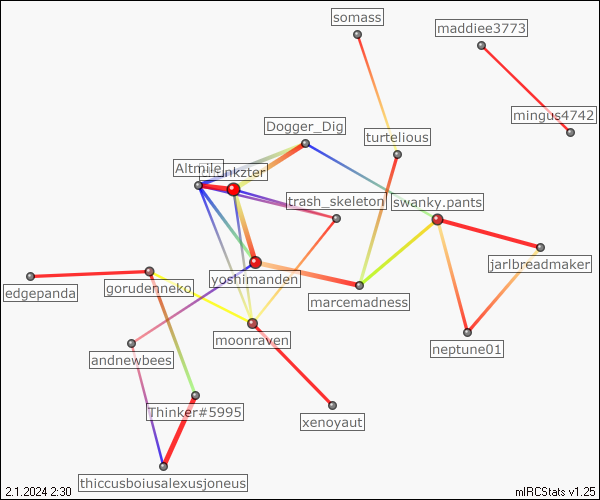 somass
maddiee3773
mingus4742
Dogger_Dig
turtelious
Altmile
trash_skeleton
swanky.pants
yoshimanden
jarlbreadmaker
edgepanda
gorudenneko
marcemadness
moonraven
neptune01
andnewbees
Thinker#5995
xenoyaut
thiccusboiusalexusjoneus
2.1.2024 2:30
mIRCStats v1.25